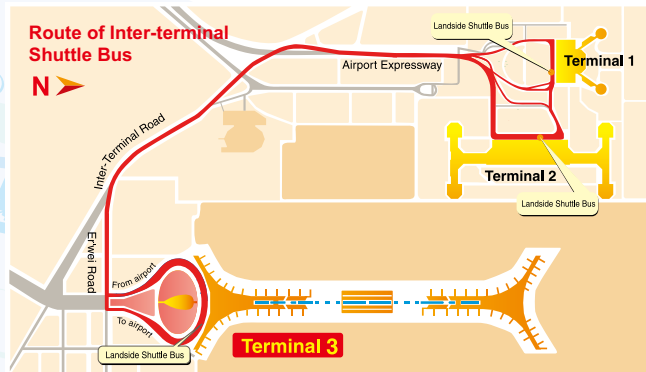 Route of Inter-terminal
Shuttle Bus
N
Landside Shuttle Bus
Terminal 1
Airport Expressway
Inter-Terminal Road
Terminal 2
Landside Shuttle Bus
Er'wei Road
From airport
To airport
Landside Shuttle Bus
Terminal 3